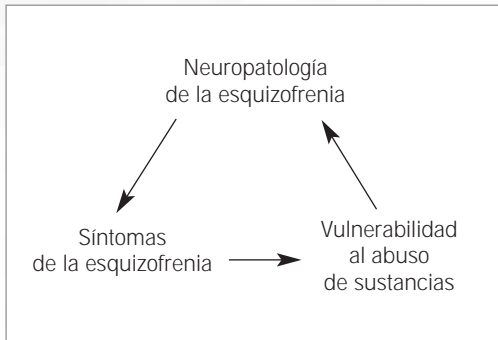 Neuropatología
de la esquizofrenia
Síntomas
de la esquizofrenia
Vulnerabilidad
al abuso
de sustancias